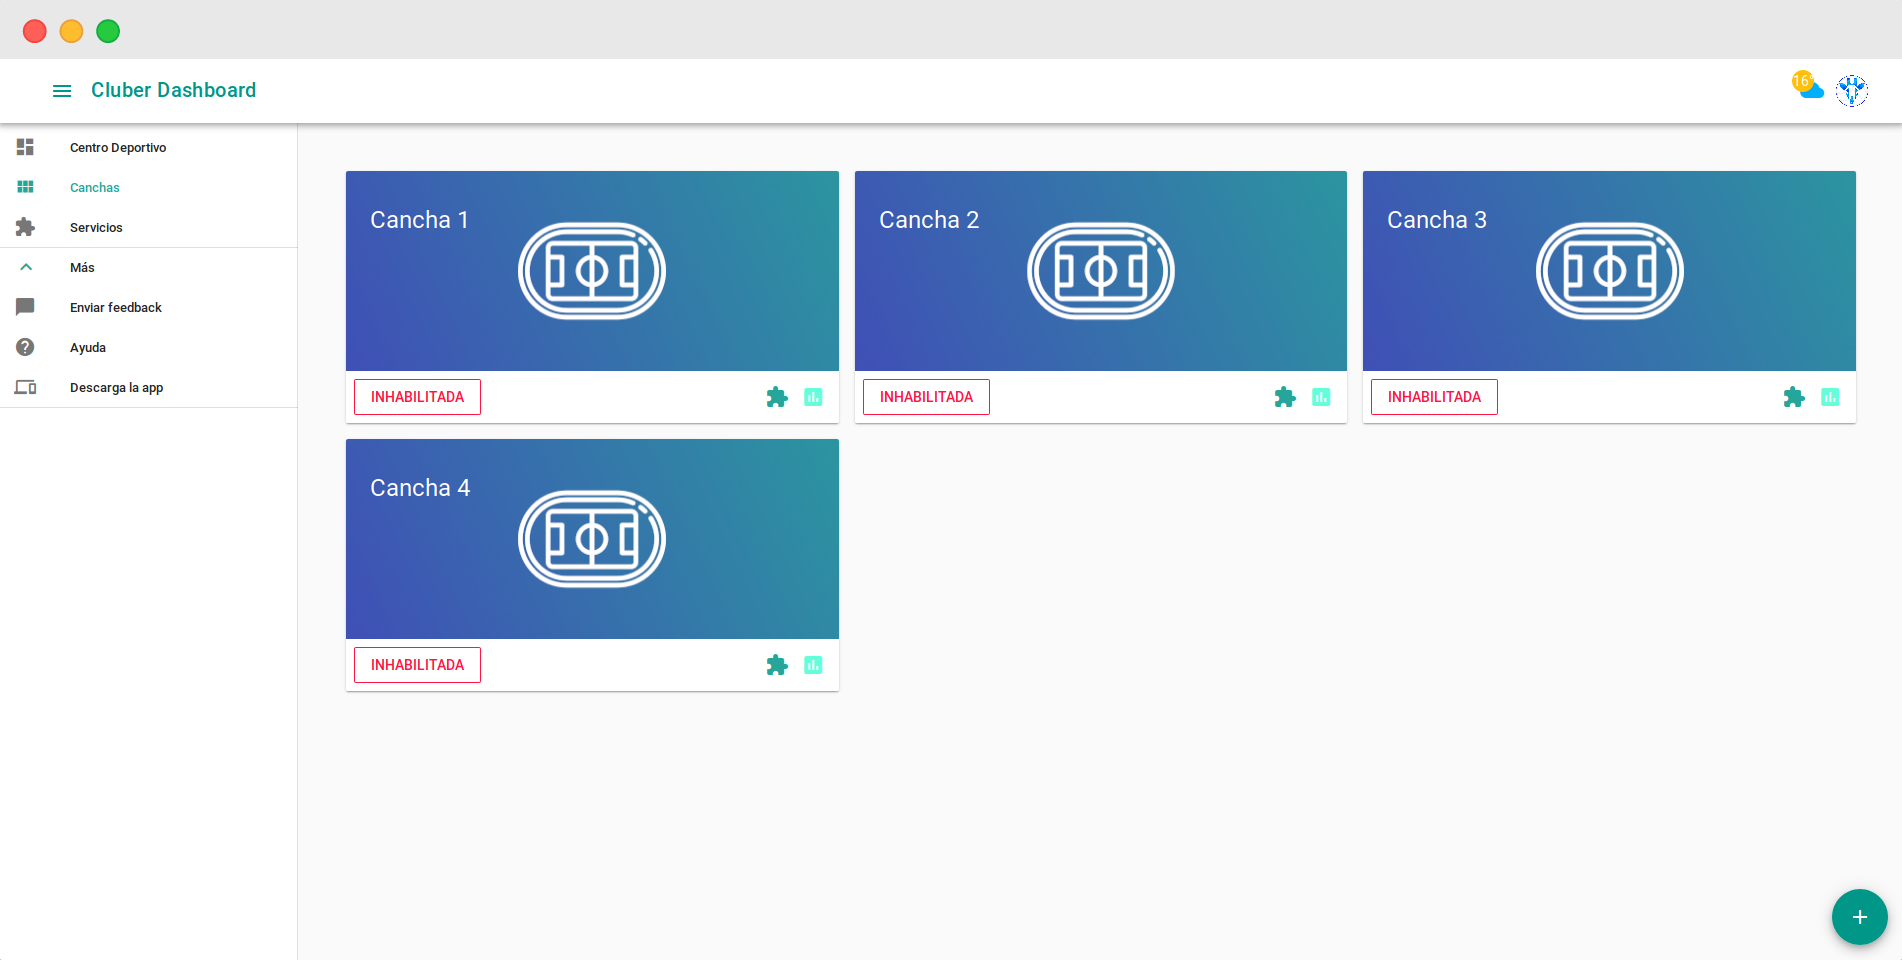 Cluber Dashboard
16°
Centro Deportivo
Canchas
Servicios
Más
Enviar feedback
Ayuda
Descarga la app
Cancha 1
Cancha 2
Cancha 3
INHABILITADA
INHABILITADA
INHABILITADA
Cancha 4
INHABILITADA